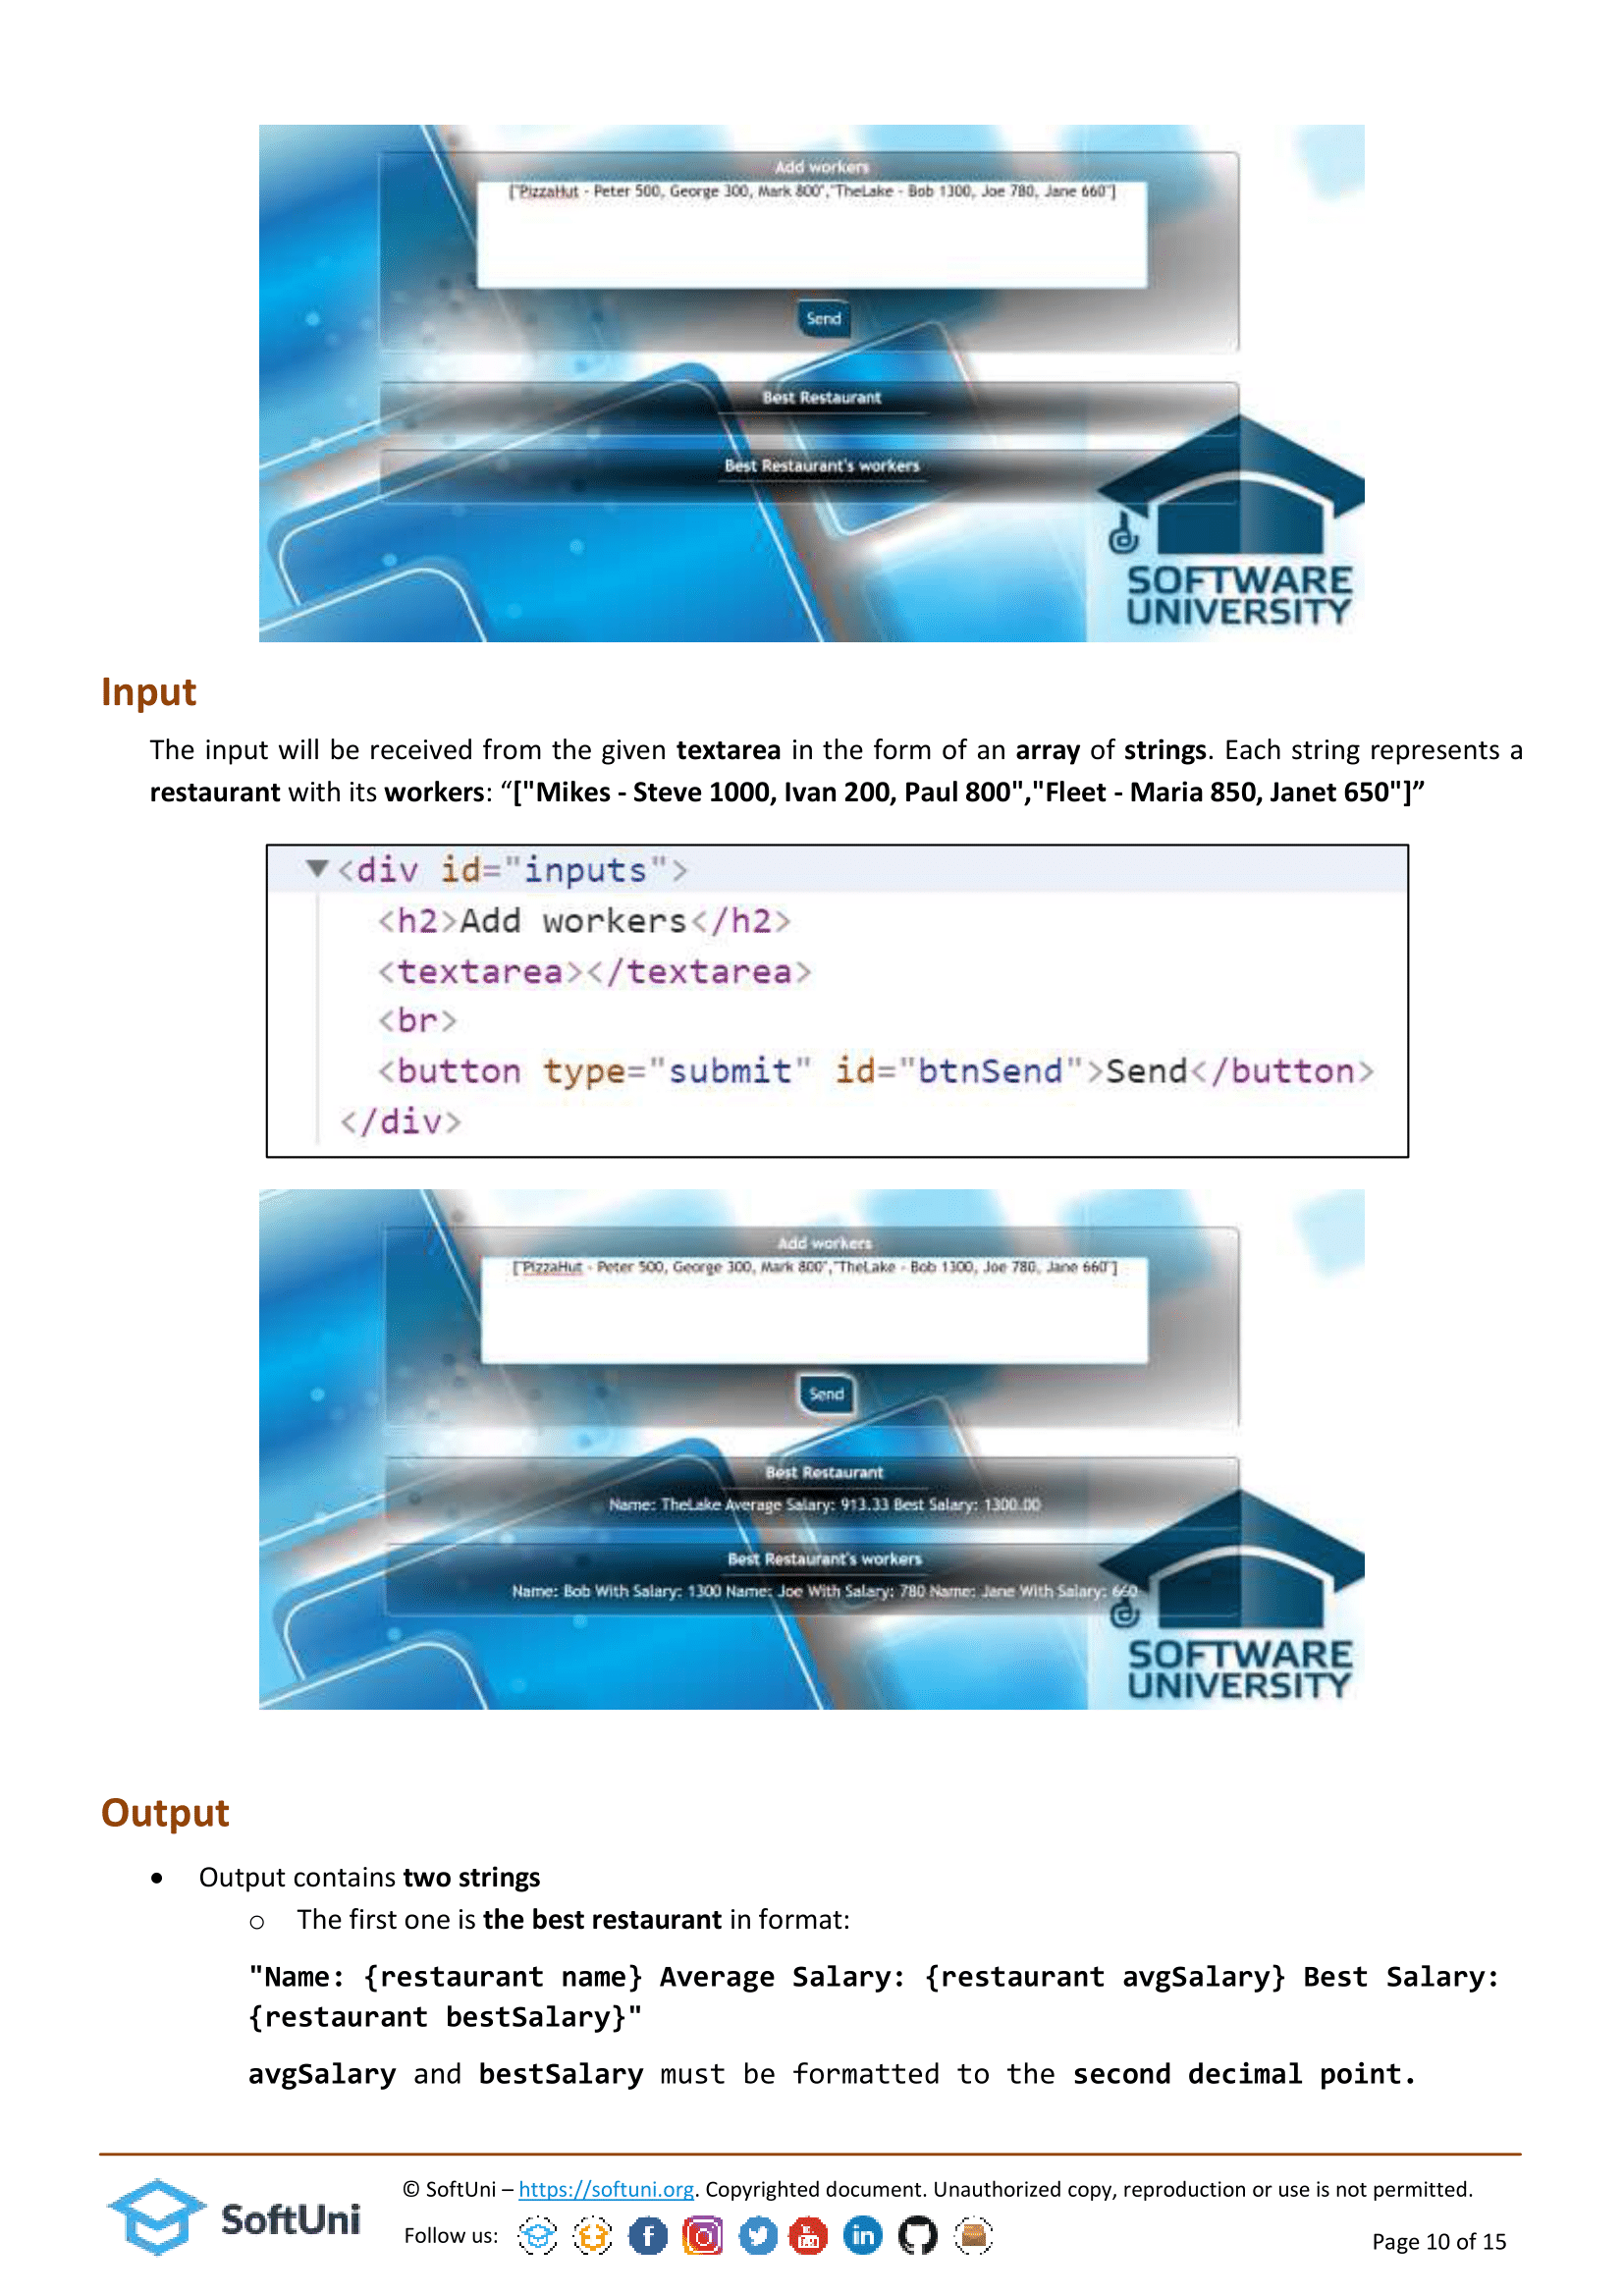 Add workers
["PizzaHut - Peter 500, George 300, Mark 800","TheLake - Bob 1300, Joe 780, Jane 660"]
Send
Best Restaurant
Best Restaurant's workers
SOFTWARE
UNIVERSITY
Input
The input will be received from the given textarea in the form of an array of strings. Each string represents a
restaurant with its workers: “["Mikes - Steve 1000, Ivan 200, Paul 800","Fleet - Maria 850, Janet 650"]”
▼<div id="inputs">
<h2>Add workers</h2>
<textarea></textarea>
<br>
<button type="submit" id="btnSend">Send</button>
</div>
Add workers
["PizzaHut - Peter 500, George 300, Mark 800","TheLake - Bob 1300, Joe 780, Jane 660"]
Send
Best Restaurant
Name: TheLake Average Salary: 913.33 Best Salary: 1300.00
Best Restaurant's workers
Name: Bob With Salary: 1300 Name: Joe With Salary: 780 Name: Jane With Salary: 660
SOFTWARE
UNIVERSITY
Output
• Output contains two strings
o The first one is the best restaurant in format:
"Name: {restaurant name} Average Salary: {restaurant avgSalary} Best Salary:
{restaurant bestSalary}"
avgSalary and bestSalary must be formatted to the second decimal point.
SoftUni
© SoftUni – https://softuni.org. Copyrighted document. Unauthorized copy, reproduction or use is not permitted.
Follow us:
Page 10 of 15